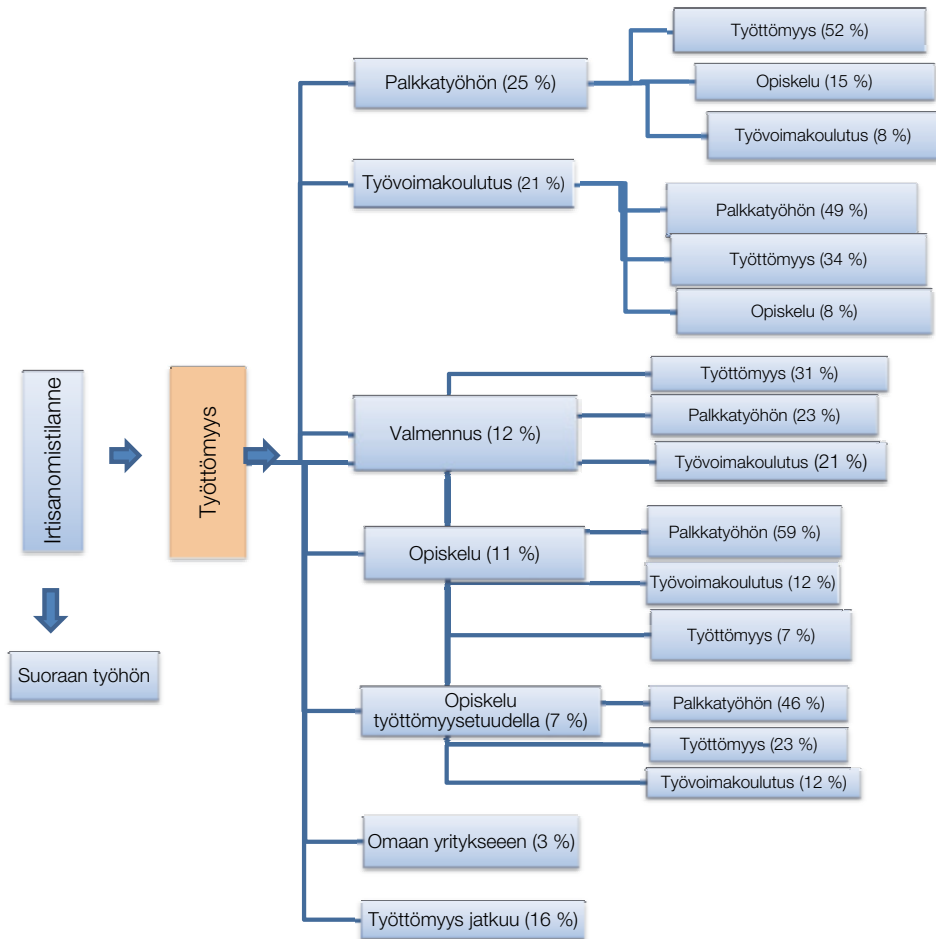 Irtisanomistilanne
Suoraan työhön
Työttömyys
Palkkatyöhön (25 %)
Työttömyys (52 %)
Opiskelu (15 %)
Työvoimakoulutus (8 %)
Työvoimakoulutus (21 %)
Palkkatyöhön (49 %)
Työttömyys (34 %)
Opiskelu (8 %)
Valmennus (12 %)
Työttömyys (31 %)
Palkkatyöhön (23 %)
Työvoimakoulutus (21 %)
Opiskelu (11 %)
Palkkatyöhön (59 %)
Työvoimakoulutus (12 %)
Työttömyys (7 %)
Opiskelu
työttömyysetuudella (7 %)
Palkkatyöhön (46 %)
Työttömyys (23 %)
Työvoimakoulutus (12 %)
Omaan yritykseeen (3 %)
Työttömyys jatkuu (16 %)